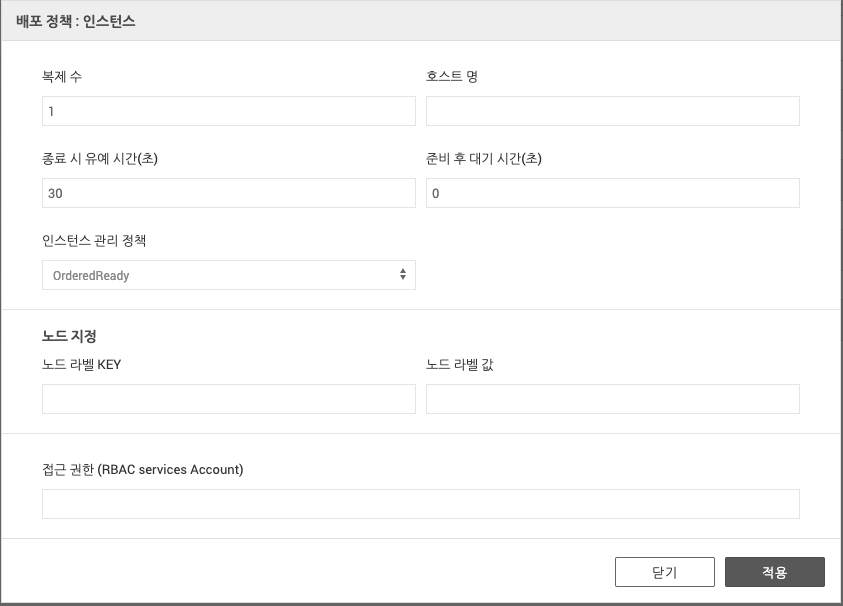 배포 정책 : 인스턴스
복제 수
호스트 명
1
종료 시 유예 시간(초)
준비 후 대기 시간(초)
30
0
인스턴스 관리 정책
OrderedReady
노드 지정
노드 라벨 KEY
노드 라벨 값
접근 권한 (RBAC services Account)
닫기
적용